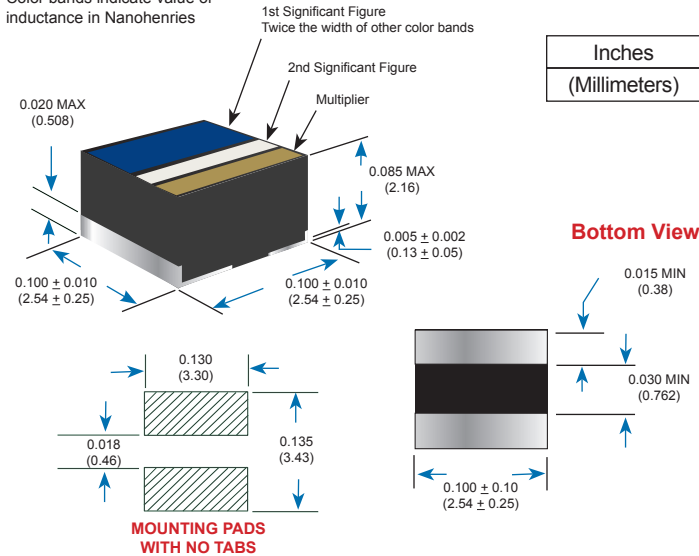 Color bands indicate value of
inductance in Nanohenries
1st Significant Figure
Twice the width of other color bands
2nd Significant Figure
Multiplier
Inches
(Millimeters)
0.020 MAX
(0.508)
0.085 MAX
(2.16)
0.005 ± 0.002
(0.13 ± 0.05)
0.100 ± 0.010
(2.54 ± 0.25)
0.100 ± 0.010
(2.54 ± 0.25)
Bottom View
0.015 MIN
(0.38)
0.030 MIN
(0.762)
0.100 ± 0.10
(2.54 ± 0.25)
0.130
(3.30)
0.018
(0.46)
0.135
(3.43)
MOUNTING PADS
WITH NO TABS